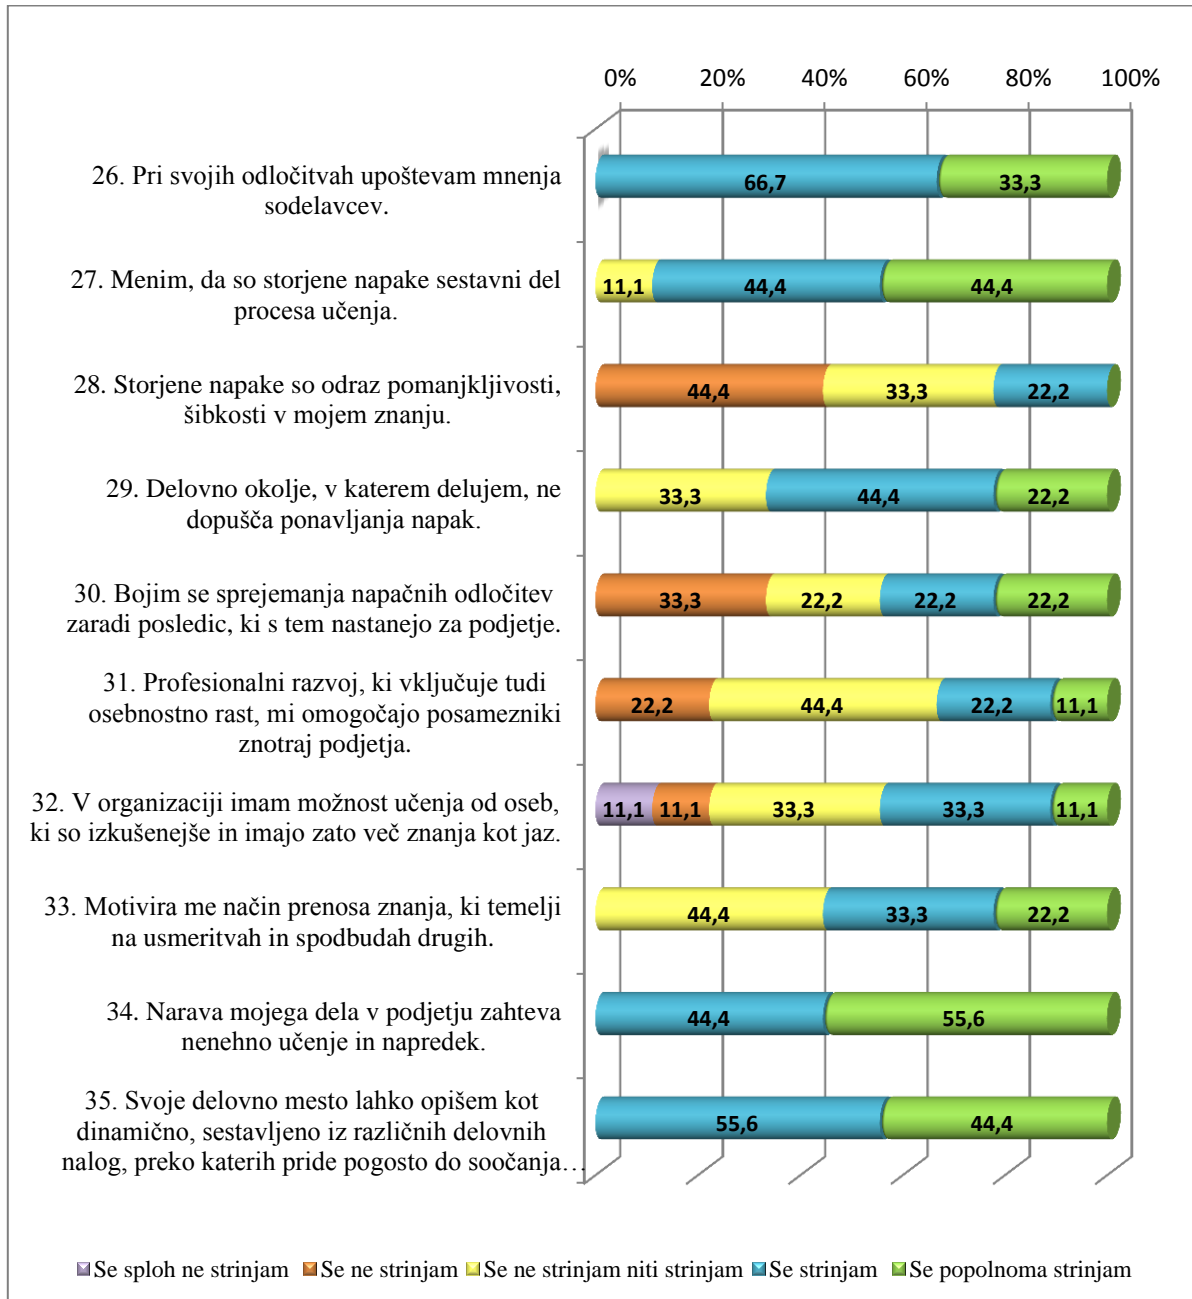 0% 20% 40% 60% 80% 100%
26. Pri svojih odločitvah upoštevam mnenja
sodelavcev.
66,7 33,3
27. Menim, da so storjene napake sestavni del
procesa učenja.
11,1 44,4 44,4
28. Storjene napake so odraz pomanjkljivosti,
šibkosti v mojem znanju.
44,4 33,3 22,2
29. Delovno okolje, v katerem delujem, ne
dopušča ponavljanja napak.
33,3 44,4 22,2
30. Bojim se sprejemanja napačnih odločitev
zaradi posledic, ki s tem nastanejo za podjetje.
33,3 22,2 22,2 22,2
31. Profesionalni razvoj, ki vključuje tudi
osebnostno rast, mi omogočajo posamezniki
znotraj podjetja.
22,2 44,4 22,2 11,1
32. V organizaciji imam možnost učenja od oseb,
ki so izkušenejše in imajo zato več znanja kot jaz.
11,1 11,1 33,3 33,3 11,1
33. Motivira me način prenosa znanja, ki temelji
na usmeritvah in spodbudah drugih.
44,4 33,3 22,2
34. Narava mojega dela v podjetju zahteva
nenehno učenje in napredek.
44,4 55,6
35. Svoje delovno mesto lahko opišem kot
dinamično, sestavljeno iz različnih delovnih
nalog, preko katerih pride pogosto do soočanja…
55,6 44,4
Se sploh ne strinjam Se ne strinjam Se ne strinjam niti strinjam Se strinjam Se popolnoma strinjam